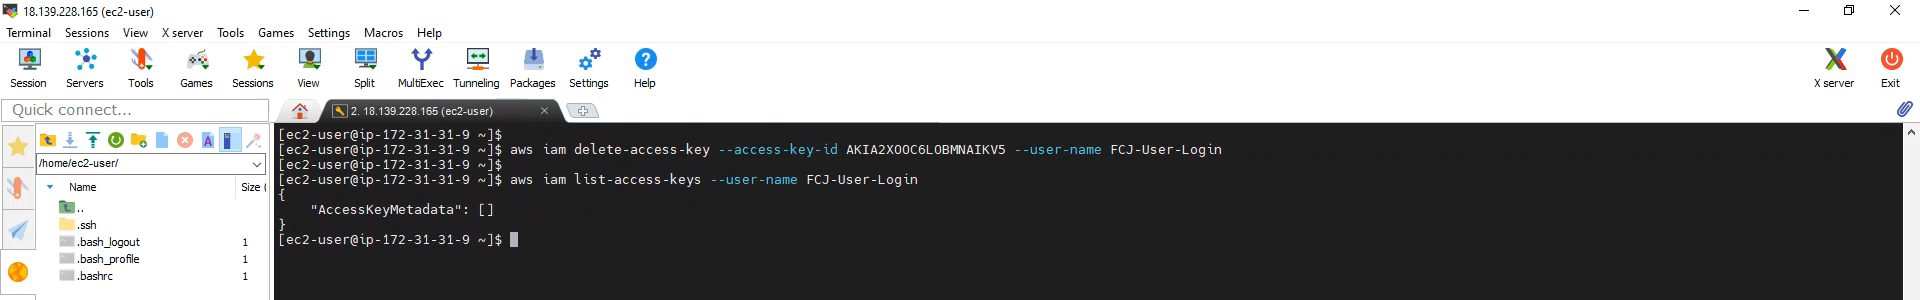 18.139.228.165 (ec2-user)
Terminal Sessions View X server Tools Games Settings Macros Help
Session Servers Tools Games Sessions View Split MultiExec Tunneling Packages Settings Help X server Exit
Quick connect...
2. 18.139.228.165 (ec2-user)
/home/ec2-user/
Name Size (
..
.ssh
.bash_logout 1
.bash_profile 1
.bashrc 1
[ec2-user@ip-172-31-31-9 ~]$
[ec2-user@ip-172-31-31-9 ~]$ aws iam delete-access-key --access-key-id AKIA2XOOC6LOBMNAIKV5 --user-name FCJ-User-Login
[ec2-user@ip-172-31-31-9 ~]$
[ec2-user@ip-172-31-31-9 ~]$ aws iam list-access-keys --user-name FCJ-User-Login
{
    "AccessKeyMetadata": []
}
[ec2-user@ip-172-31-31-9 ~]$